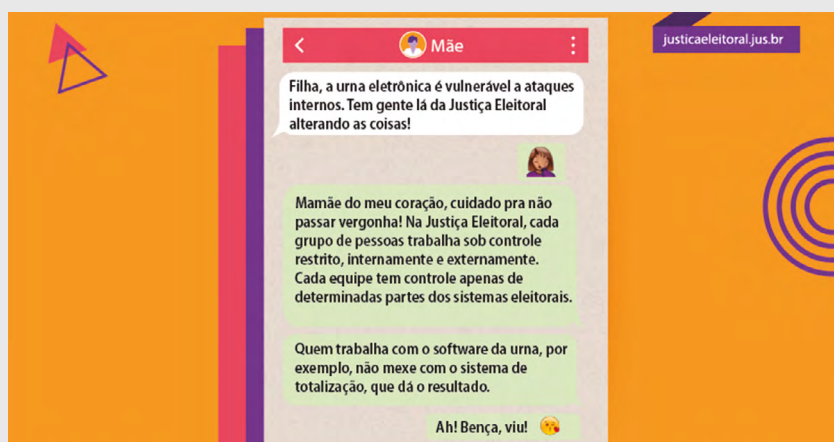 justicaeleitoral.jus.br
Mãe
Filha, a urna eletrônica é vulnerável a ataques
internos. Tem gente lá da Justiça Eleitoral
alterando as coisas!
Mamãe do meu coração, cuidado pra não
passar vergonha! Na Justiça Eleitoral, cada
grupo de pessoas trabalha sob controle
restrito, internamente e externamente.
Cada equipe tem controle apenas de
determinadas partes dos sistemas eleitorais.
Quem trabalha com o software da urna, por
exemplo, não mexe com o sistema de
totalização, que dá o resultado.
Ah! Bença, viu!